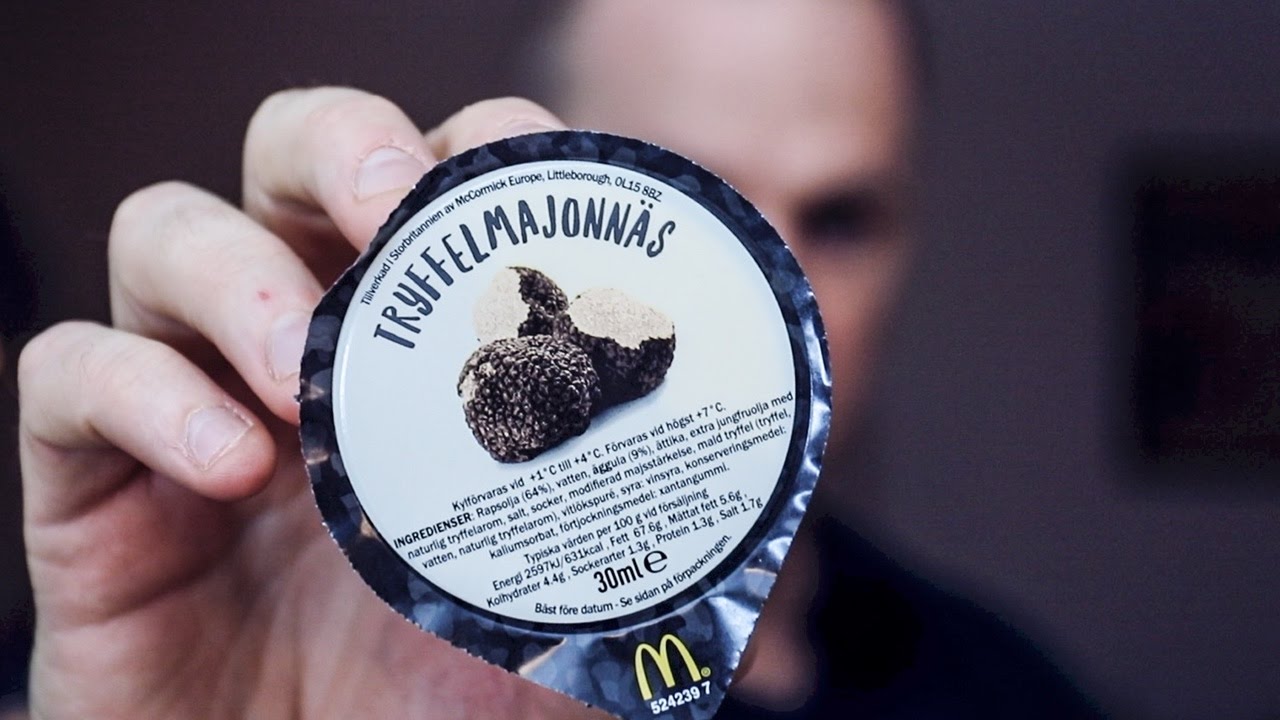 Tillverkad i Storbritannien av McCormick Europe, Littleborough, OL15 8BZ
TRYFFELMAJONNÄS
Kylförvaras vid +1°C till +4°C. Förvaras vid högst +7°C.
INGREDIENSER: Rapsolja (64%), vatten, äggula (9%), ättika, extra jungfruolja med
naturlig tryffelarom, salt, socker, modifierad majsstärkelse, mald tryffel (tryffel,
vatten, naturlig tryffelarom), vitlökspuré, syra: vinsyra, konserveringsmedel:
kaliumsorbat, förtjockningsmedel: xantangummi.
Typiska värden per 100 g vid försäljning
Energi 2597kJ/631kcal, Fett 67.6g, Mättat fett 5.6g
Kolhydrater 4.4g, Sockerarter 1.3g, Protein 1.3g, Salt 1.7g
30ml e
Bäst före datum - Se sidan på förpackningen.
M®
524239 7